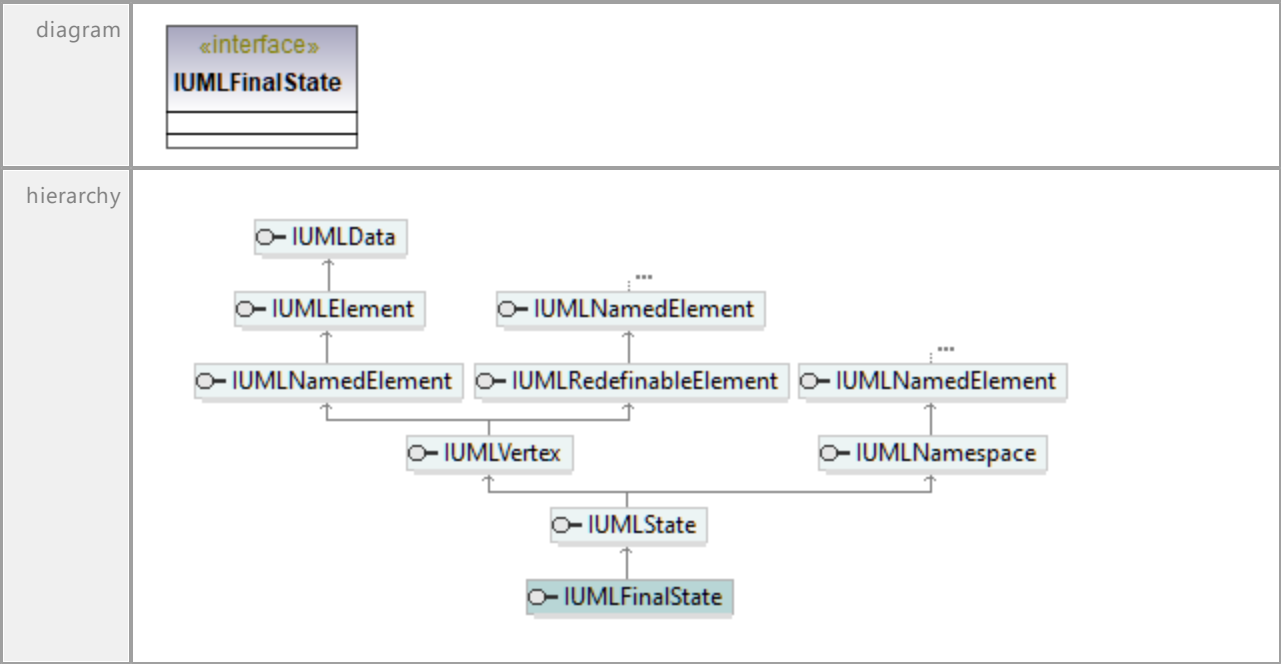 diagram
«interface»
IUMLFinalState
hierarchy
IUMLData
...
IUMLElement
IUMLNamedElement
...
IUMLNamedElement
IUMLRedefinableElement
IUMLNamedElement
IUMLVertex
IUMLNamespace
IUMLState
IUMLFinalState